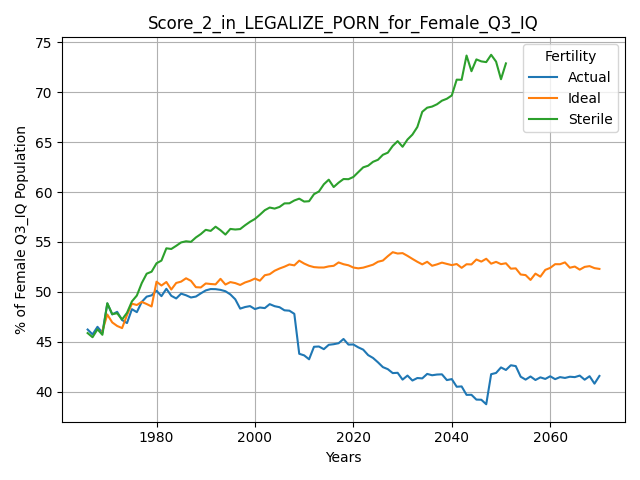 Score_2_in_LEGALIZE_PORN_for_Female_Q3_IQ
% of Female Q3_IQ Population
75
70
65
60
55
50
45
40
Fertility
Actual
Ideal
Sterile
1980
2000
2020
2040
2060
Years